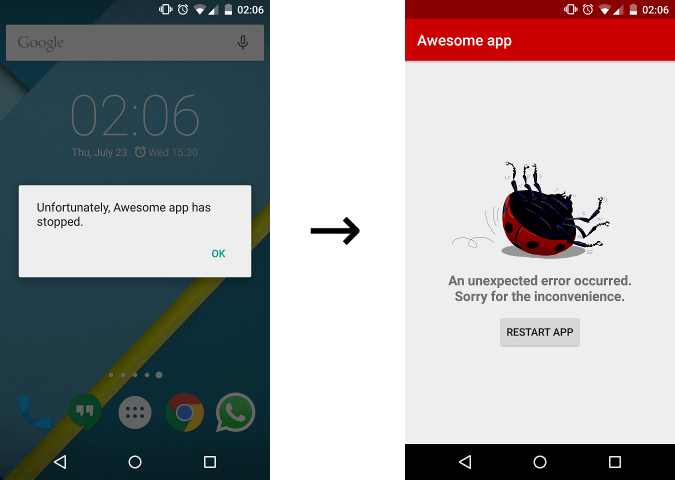 02:06
Google
02:06
Thu, July 23 Wed 15:30
Unfortunately, Awesome app has
stopped.
OK
02:06
Awesome app
An unexpected error occurred.
Sorry for the inconvenience.
RESTART APP